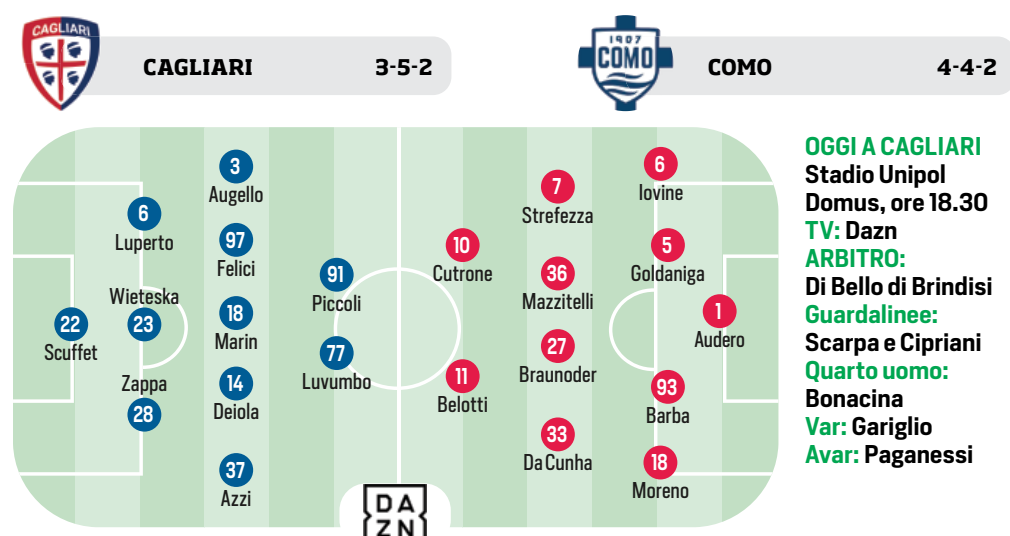 CAGLIARI
CAGLIARI 3-5-2
1907
COMO
COMO 4-4-2
3
Augello
6
Luperto
97
Felici
Wieteska
23
22
Scuffet
18
Marin
Zappa
28
14
Deiola
37
Azzi
91
Piccoli
77
Luvumbo
10
Cutrone
11
Belotti
7
Strefezza
36
Mazzitelli
27
Braunoder
33
Da Cunha
6
Iovine
5
Goldaniga
1
Audero
93
Barba
18
Moreno
DA
ZN
OGGI A CAGLIARI
Stadio Unipol
Domus, ore 18.30
TV: Dazn
ARBITRO:
Di Bello di Brindisi
Guardalinee:
Scarpa e Cipriani
Quarto uomo:
Bonacina
Var: Gariglio
Avar: Paganessi